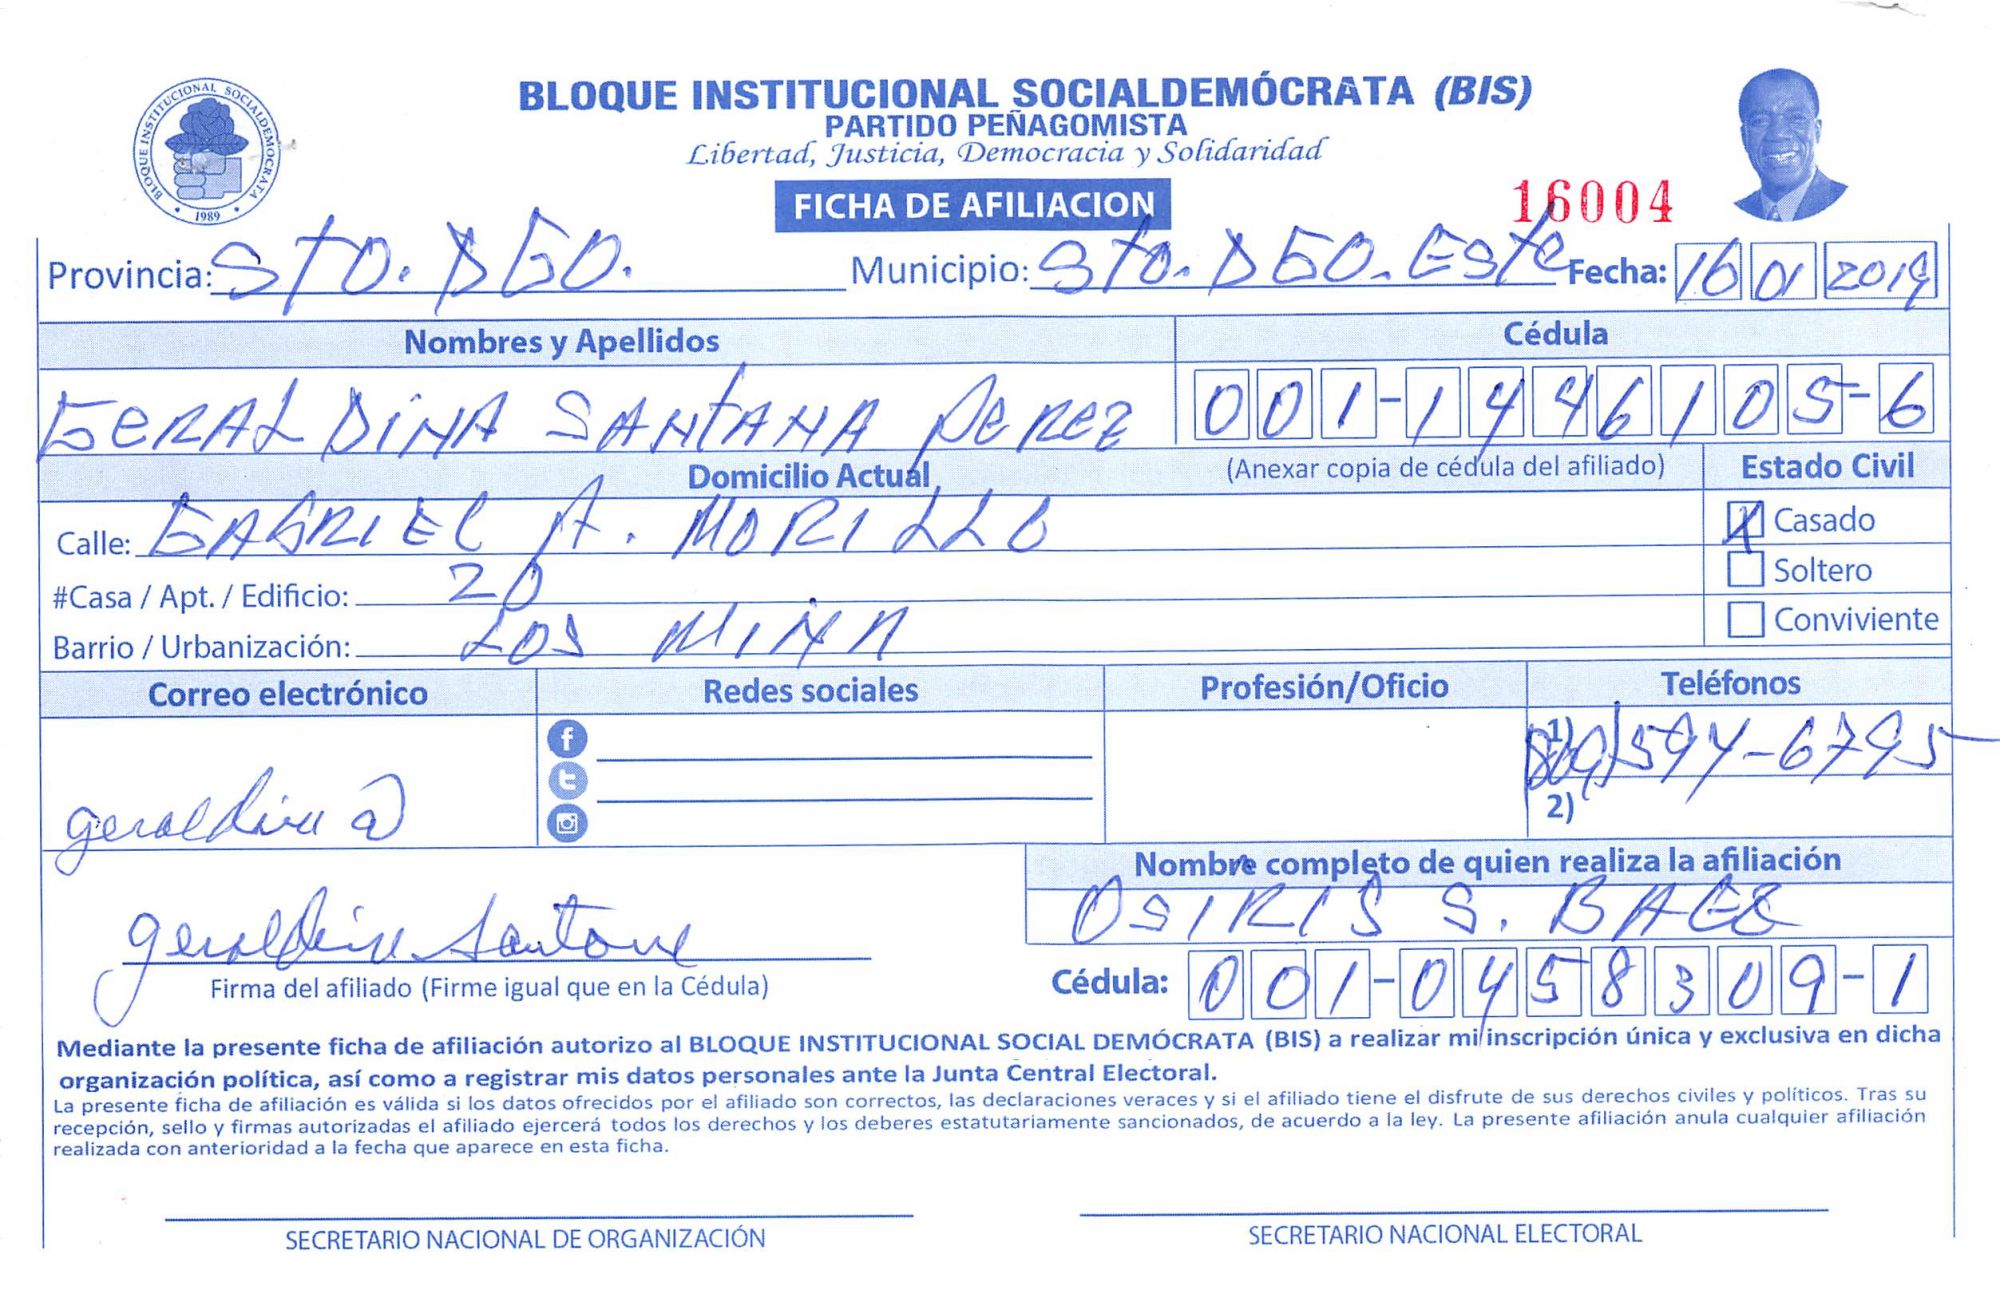 BLOQUE INSTITUCIONAL SOCIALDEMOCRATA
1989
BLOQUE INSTITUCIONAL SOCIALDEMÓCRATA (BIS)
PARTIDO PEÑAGOMISTA
Libertad, Justicia, Democracia y Solidaridad
FICHA DE AFILIACION
16004
Provincia: Sto. DGO. Municipio: Sto. DGO. Este Fecha: 16 01 2019
Nombres y Apellidos Cédula
GERALDINA SANTANA PEREZ 001-1446105-6
Domicilio Actual (Anexar copia de cédula del afiliado) Estado Civil
Calle: GABRIEL A. MORILLO X Casado
#Casa / Apt. / Edificio: 20 Soltero
Barrio / Urbanización: LOS MINA Conviviente
Correo electrónico Redes sociales Profesión/Oficio Teléfonos
1) 809/594-6795
2)
geraldina @
Nombre completo de quien realiza la afiliación
OSIRIS S. BAEZ
geraldina Santana
Firma del afiliado (Firme igual que en la Cédula) Cédula: 001-0458309-1
Mediante la presente ficha de afiliación autorizo al BLOQUE INSTITUCIONAL SOCIAL DEMÓCRATA (BIS) a realizar mi inscripción única y exclusiva en dicha
organización política, así como a registrar mis datos personales ante la Junta Central Electoral.
La presente ficha de afiliación es válida si los datos ofrecidos por el afiliado son correctos, las declaraciones veraces y si el afiliado tiene el disfrute de sus derechos civiles y políticos. Tras su
recepción, sello y firmas autorizadas el afiliado ejercerá todos los derechos y los deberes estatutariamente sancionados, de acuerdo a la ley. La presente afiliación anula cualquier afiliación
realizada con anterioridad a la fecha que aparece en esta ficha.
SECRETARIO NACIONAL DE ORGANIZACIÓN SECRETARIO NACIONAL ELECTORAL